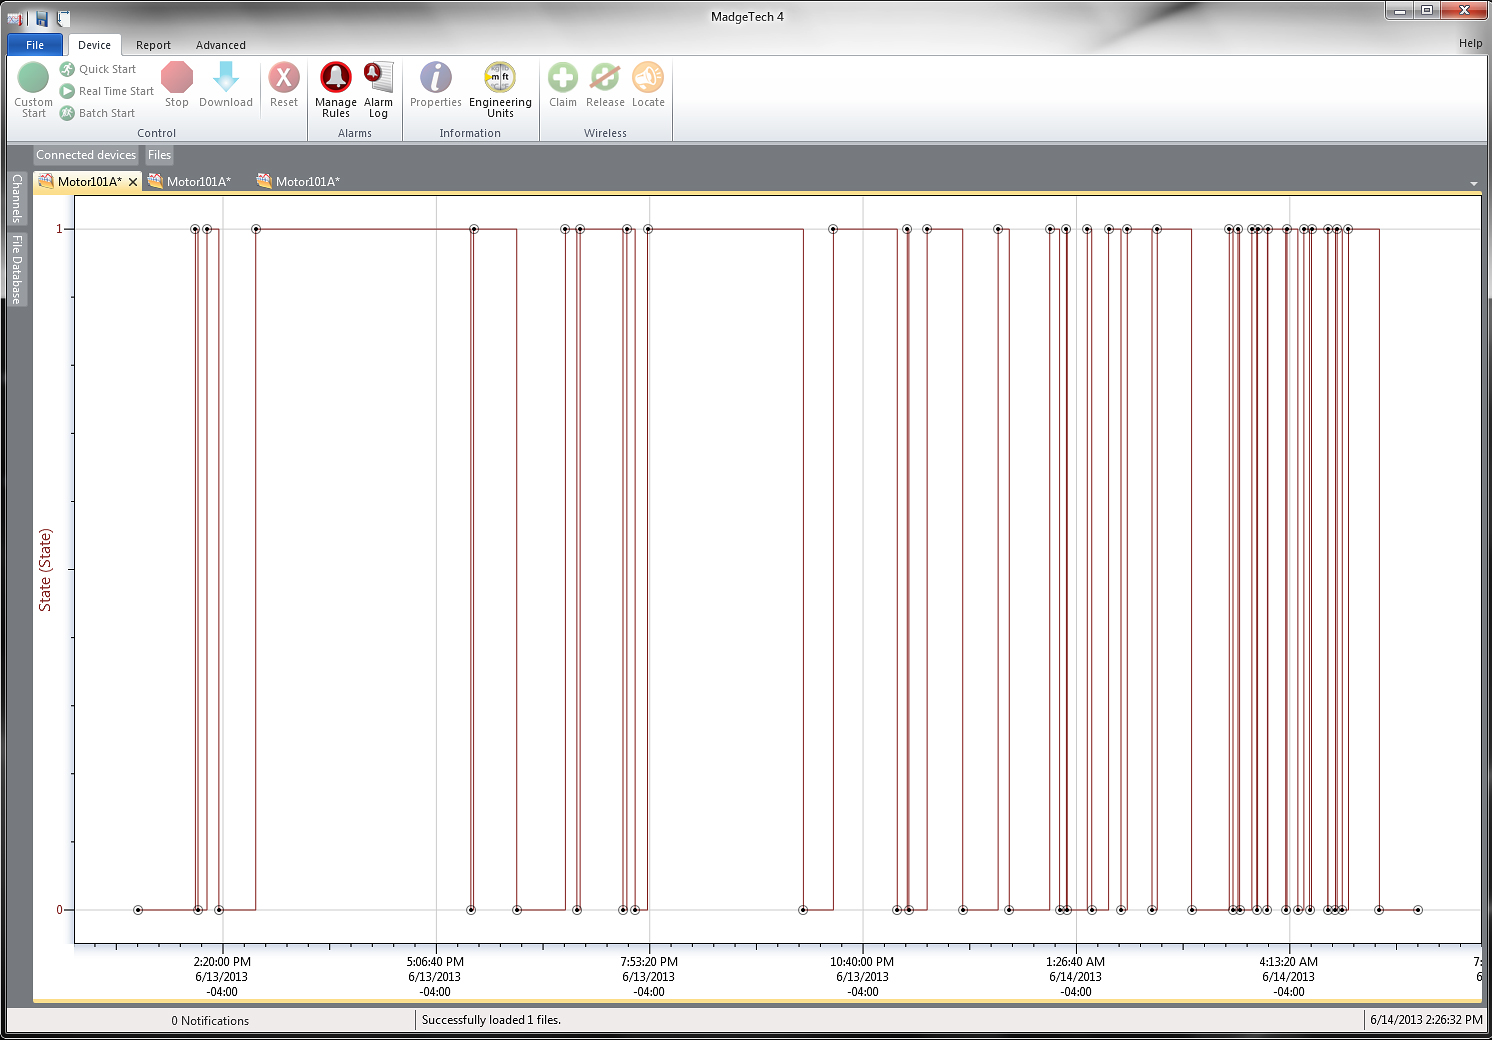 MadgeTech 4
File Device Report Advanced Help
Custom Start
Quick Start
Real Time Start
Batch Start
Stop
Download
Reset
Manage Rules
Alarm Log
Properties
Engineering Units
Claim
Release
Locate
Control
Alarms
Information
Wireless
Connected devices Files
Channels
File Database
Motor101A* Motor101A* Motor101A*
1
State (State)
0
2:20:00 PM 5:06:40 PM 7:53:20 PM 10:40:00 PM 1:26:40 AM 4:13:20 AM 7:
6/13/2013 6/13/2013 6/13/2013 6/13/2013 6/14/2013 6/14/2013 6
-04:00 -04:00 -04:00 -04:00 -04:00 -04:00
0 Notifications Successfully loaded 1 files. 6/14/2013 2:26:32 PM